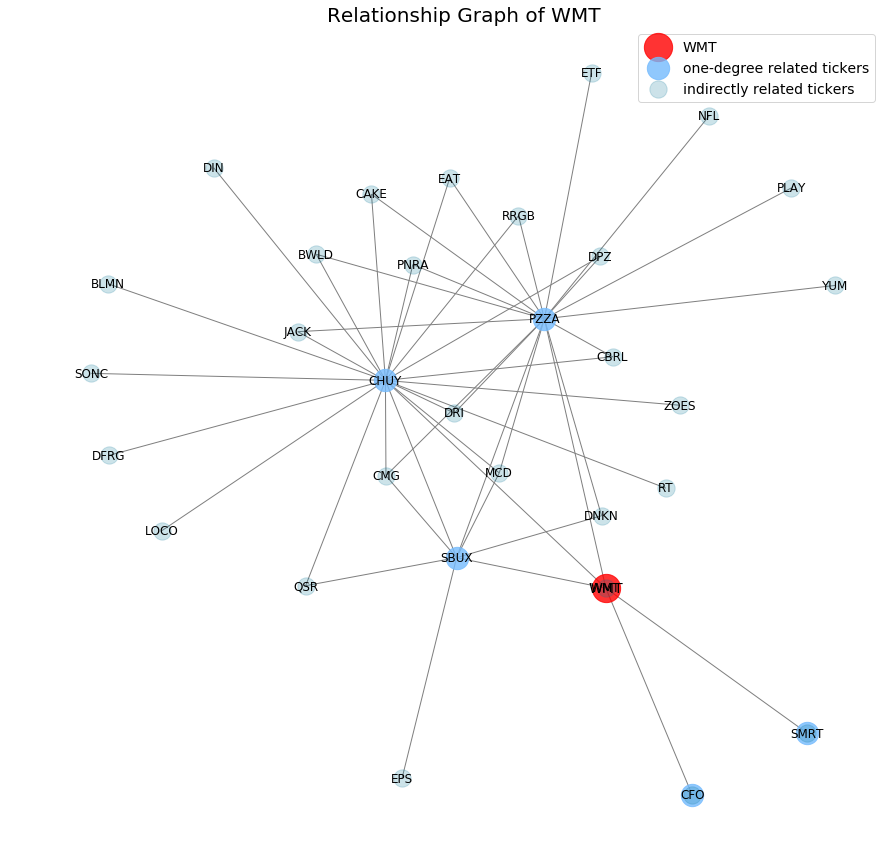 Relationship Graph of WMT
WMT
one-degree related tickers
indirectly related tickers
ETF
NFL
DIN
EAT
CAKE
PLAY
RRGB
BWLD
PNRA
DPZ
BLMN
YUM
PZZA
JACK
CBRL
SONC
CHUY
ZOES
DRI
DFRG
CMG
MCD
RT
LOCO
DNKN
SBUX
QSR
WMT
SMRT
EPS
CFO